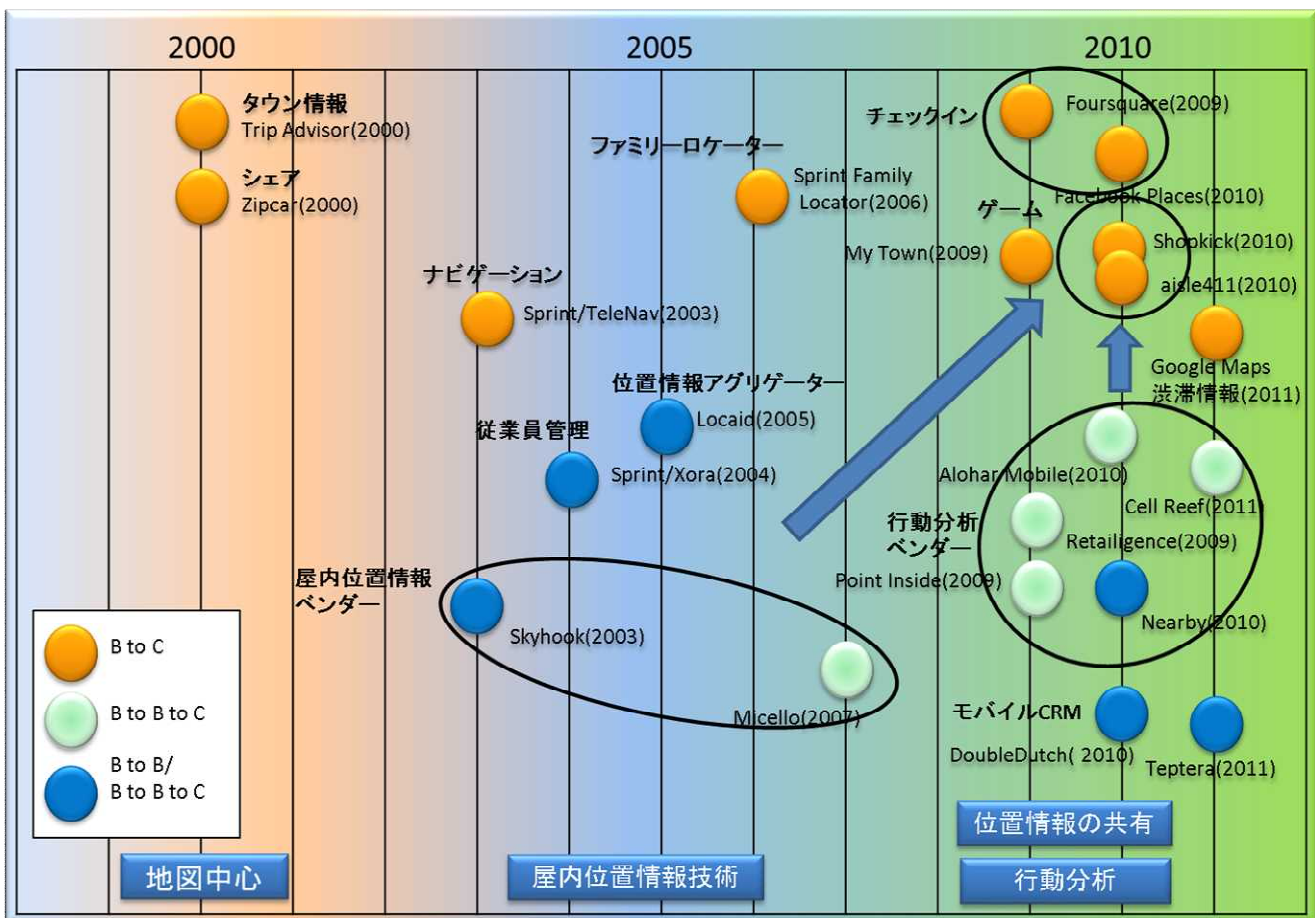 2000
2005
2010
タウン情報
Trip Advisor(2000)
シェア
Zipcar(2000)
ファミリーロケーター
Sprint Family
Locator(2006)
チェックイン
Foursquare(2009)
Facebook Places(2010)
ゲーム
My Town(2009)
Shopkick(2010)
aisle411(2010)
ナビゲーション
Sprint/TeleNav(2003)
Google Maps
渋滞情報(2011)
位置情報アグリゲーター
Locaid(2005)
従業員管理
Sprint/Xora(2004)
Alohar Mobile(2010)
Cell Reef(2011)
行動分析
ベンダー
Retailigence(2009)
Point Inside(2009)
Nearby(2010)
屋内位置情報
ベンダー
Skyhook(2003)
Micello(2007)
モバイルCRM
DoubleDutch( 2010)
Teptera(2011)
B to C
B to B to C
B to B/
B to B to C
位置情報の共有
地図中心
屋内位置情報技術
行動分析